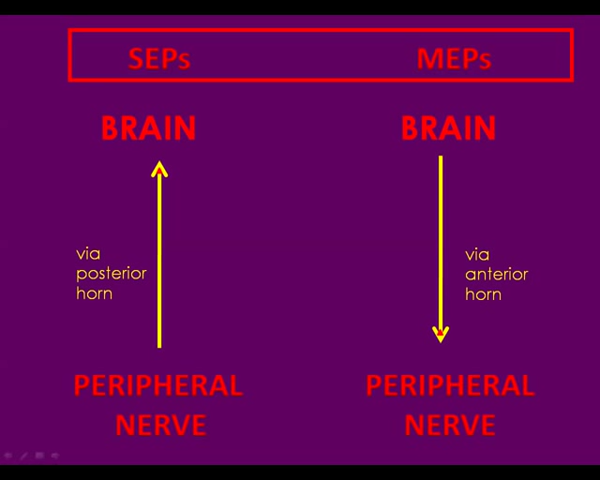 SEPs
MEPs
BRAIN
BRAIN
via
posterior
horn
via
anterior
horn
PERIPHERAL
NERVE
PERIPHERAL
NERVE